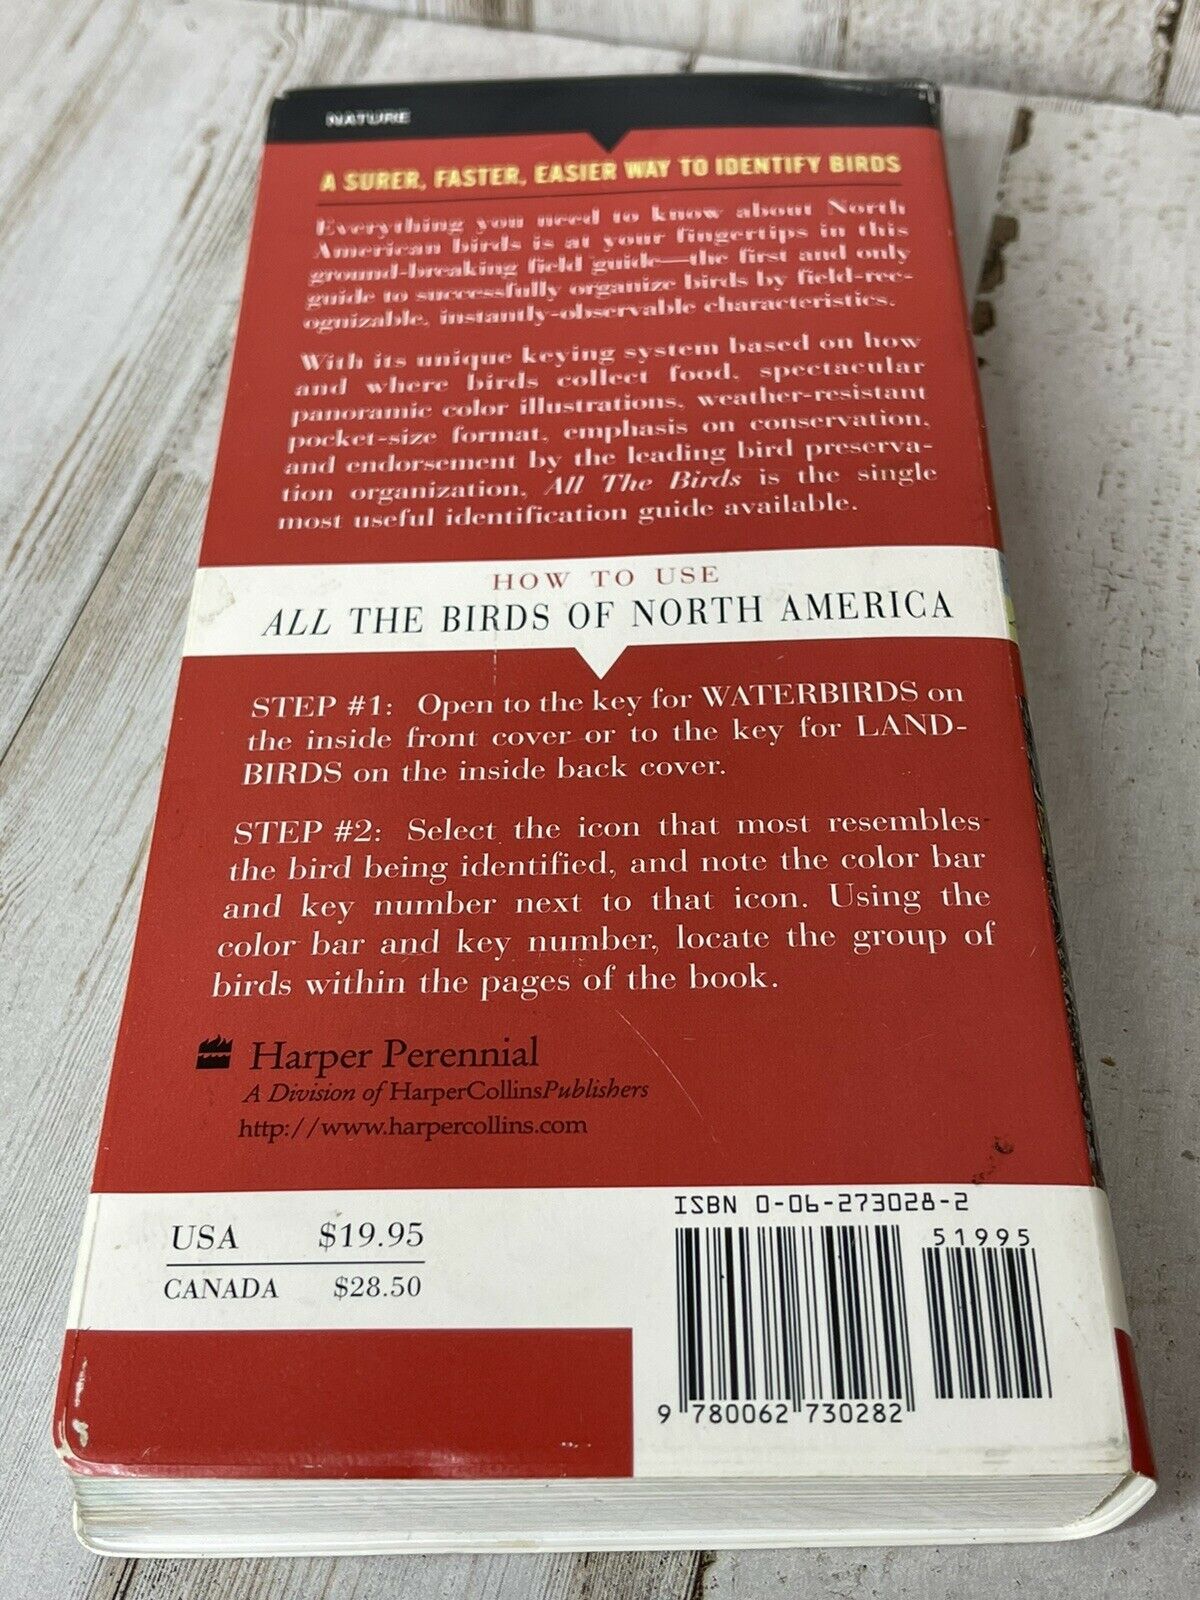 NATURE
A SURER, FASTER, EASIER WAY TO IDENTIFY BIRDS
Everything you need to know about North
American birds is at your fingertips in this
ground-breaking field guide—the first and only
guide to successfully organize birds by field-rec-
ognizable, instantly-observable characteristics.
With its unique keying system based on how
and where birds collect food, spectacular
panoramic color illustrations, weather-resistant
pocket-size format, emphasis on conservation,
and endorsement by the leading bird preserva-
tion organization, All The Birds is the single
most useful identification guide available.
HOW TO USE
ALL THE BIRDS OF NORTH AMERICA
STEP #1: Open to the key for WATERBIRDS on
the inside front cover or to the key for LAND-
BIRDS on the inside back cover.
STEP #2: Select the icon that most resembles
the bird being identified, and note the color bar
and key number next to that icon. Using the
color bar and key number, locate the group of
birds within the pages of the book.
Harper Perennial
A Division of HarperCollinsPublishers
http://www.harpercollins.com
USA $19.95
CANADA $28.50
ISBN 0-06-273028-2
51995
9 780062 730282